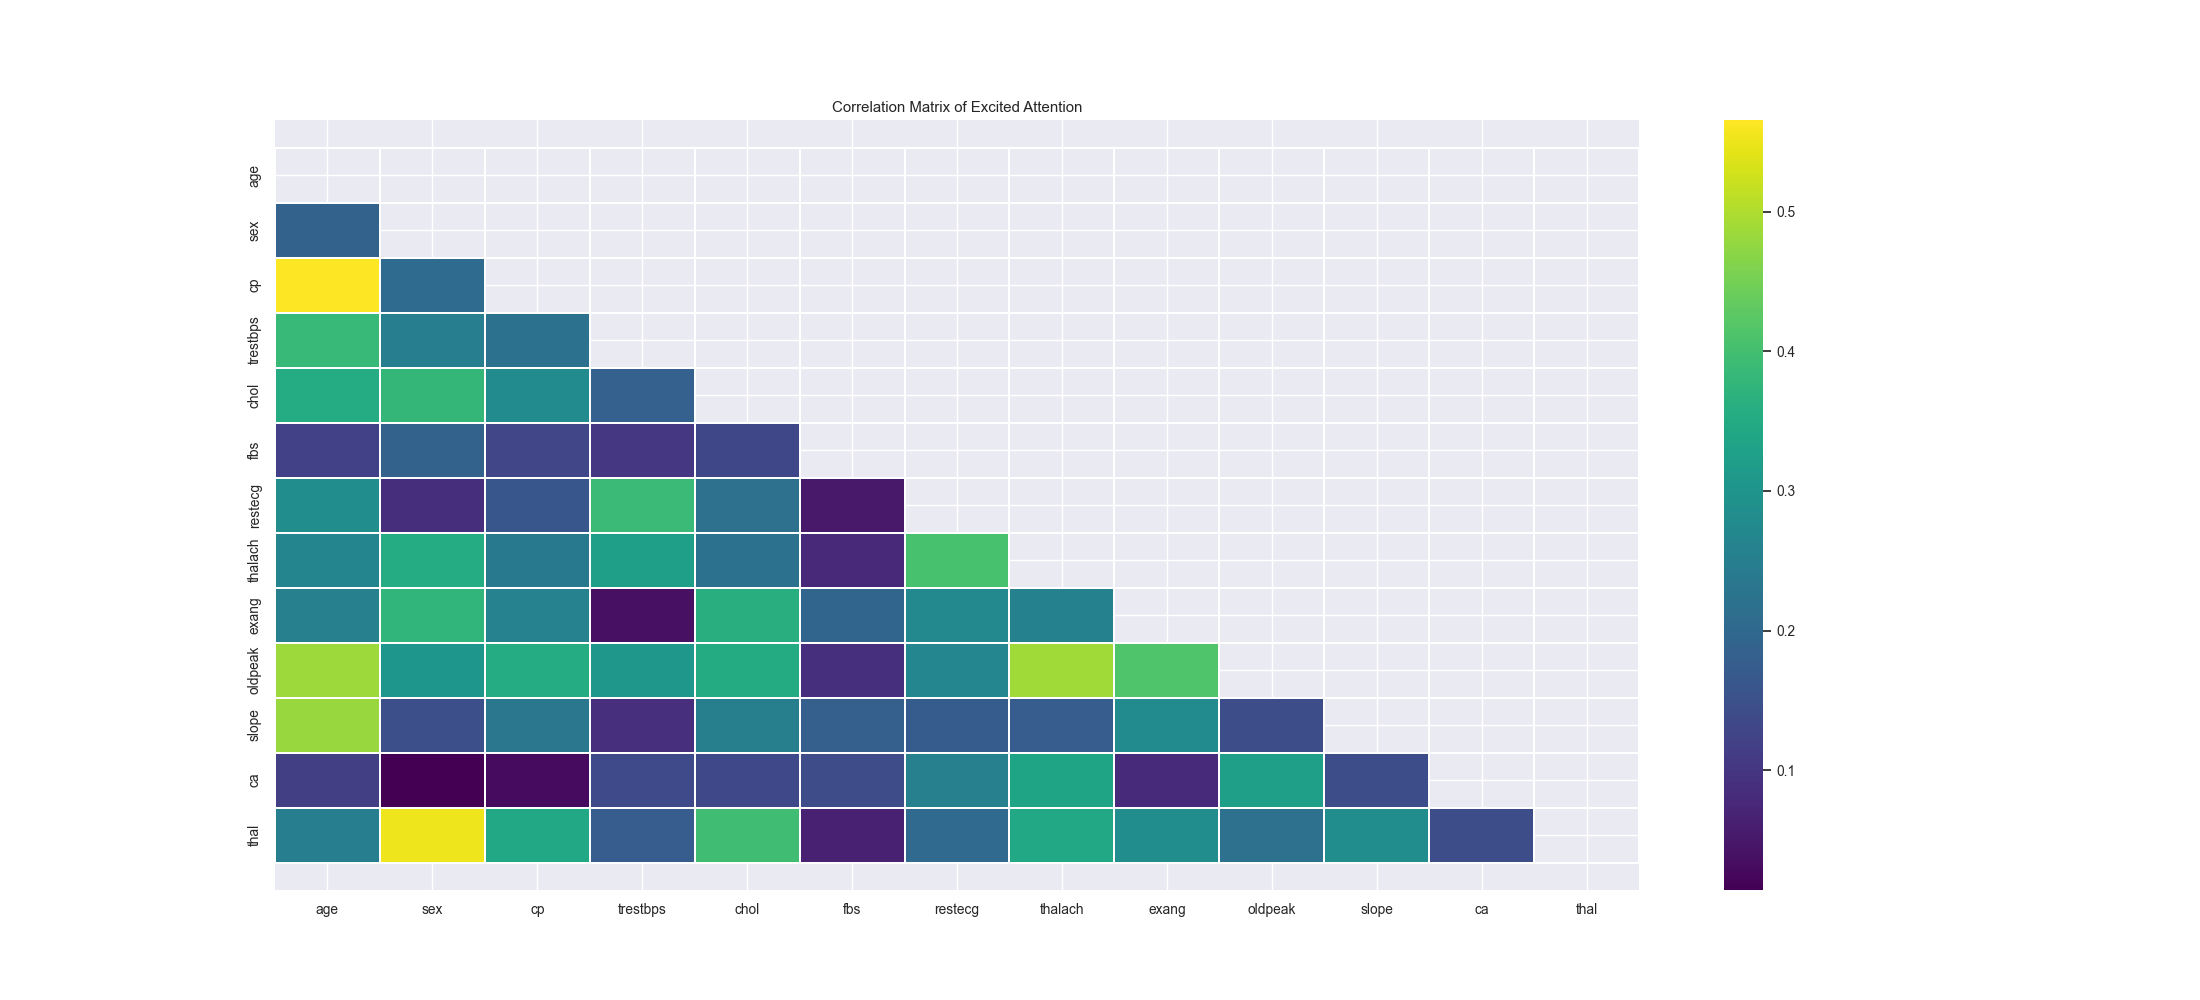 Correlation Matrix of Excited Attention
age
sex
cp
trestbps
chol
fbs
restecg
thalach
exang
oldpeak
slope
ca
thal
age sex cp trestbps chol fbs restecg thalach exang oldpeak slope ca thal
0.5
0.4
0.3
0.2
0.1